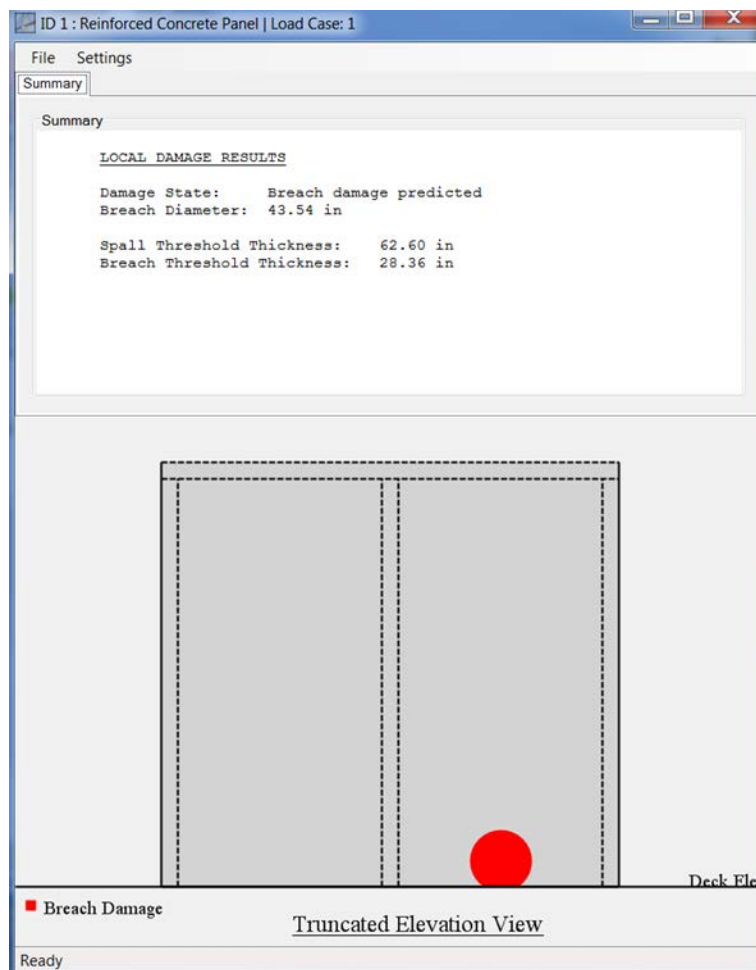 ID 1 : Reinforced Concrete Panel | Load Case: 1
File Settings
Summary
Summary
LOCAL DAMAGE RESULTS
Damage State: Breach damage predicted
Breach Diameter: 43.54 in
Spall Threshold Thickness: 62.60 in
Breach Threshold Thickness: 28.36 in
Deck Ele
Breach Damage
Truncated Elevation View
Ready